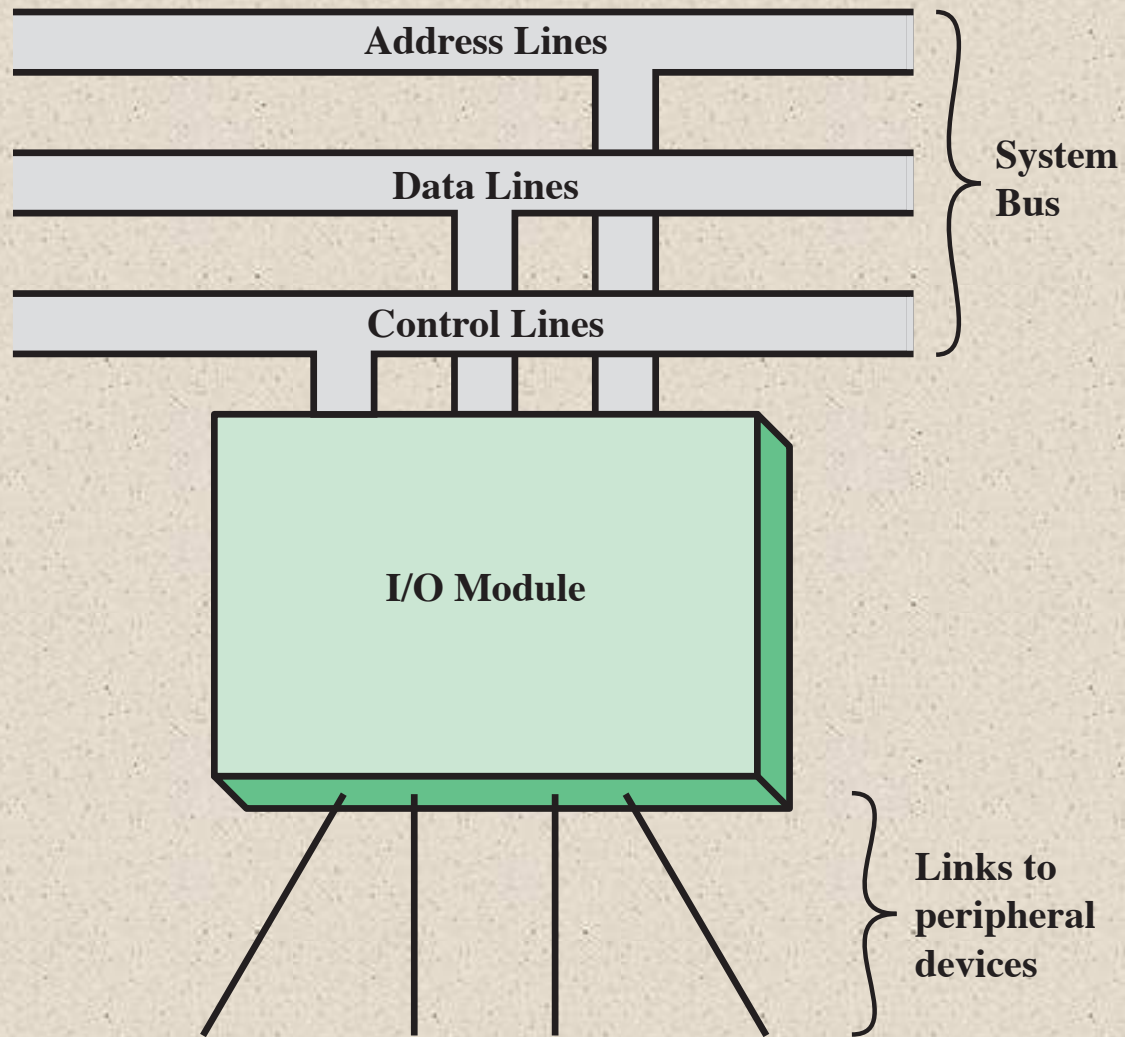 Address Lines
System
Bus
Data Lines
Control Lines
I/O Module
Links to
peripheral
devices